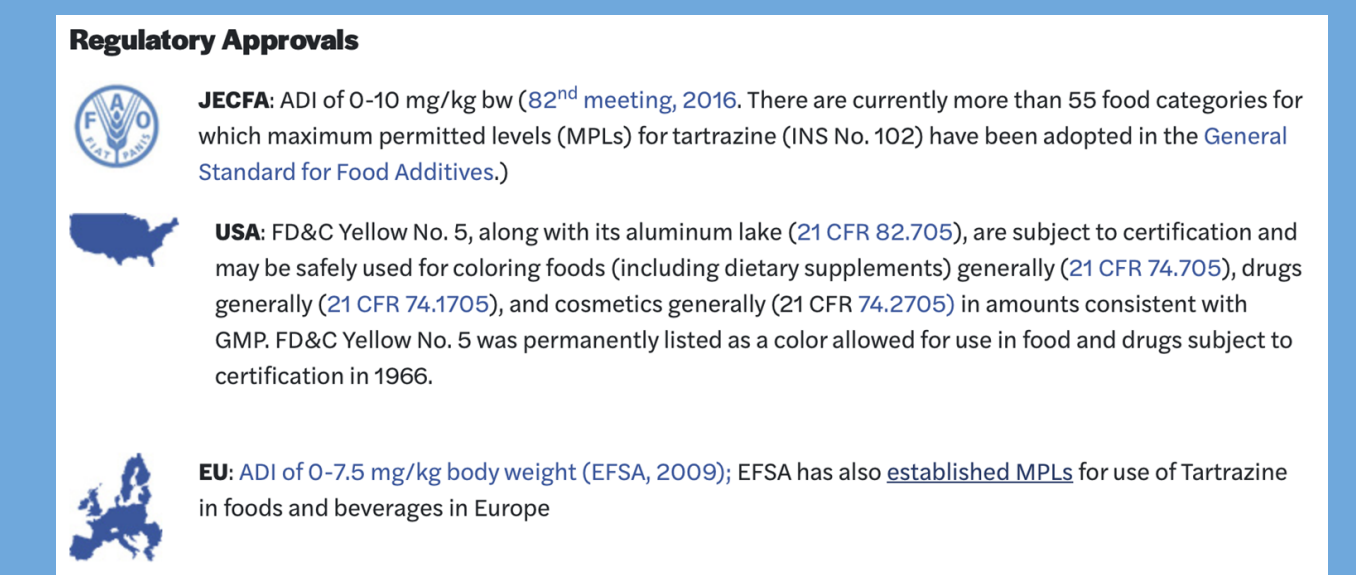 Regulatory Approvals
F A O
FIAT PANIS
JECFA: ADI of 0-10 mg/kg bw (82nd meeting, 2016. There are currently more than 55 food categories for
which maximum permitted levels (MPLs) for tartrazine (INS No. 102) have been adopted in the General
Standard for Food Additives.)
USA: FD&C Yellow No. 5, along with its aluminum lake (21 CFR 82.705), are subject to certification and
may be safely used for coloring foods (including dietary supplements) generally (21 CFR 74.705), drugs
generally (21 CFR 74.1705), and cosmetics generally (21 CFR 74.2705) in amounts consistent with
GMP. FD&C Yellow No. 5 was permanently listed as a color allowed for use in food and drugs subject to
certification in 1966.
EU: ADI of 0-7.5 mg/kg body weight (EFSA, 2009); EFSA has also established MPLs for use of Tartrazine
in foods and beverages in Europe